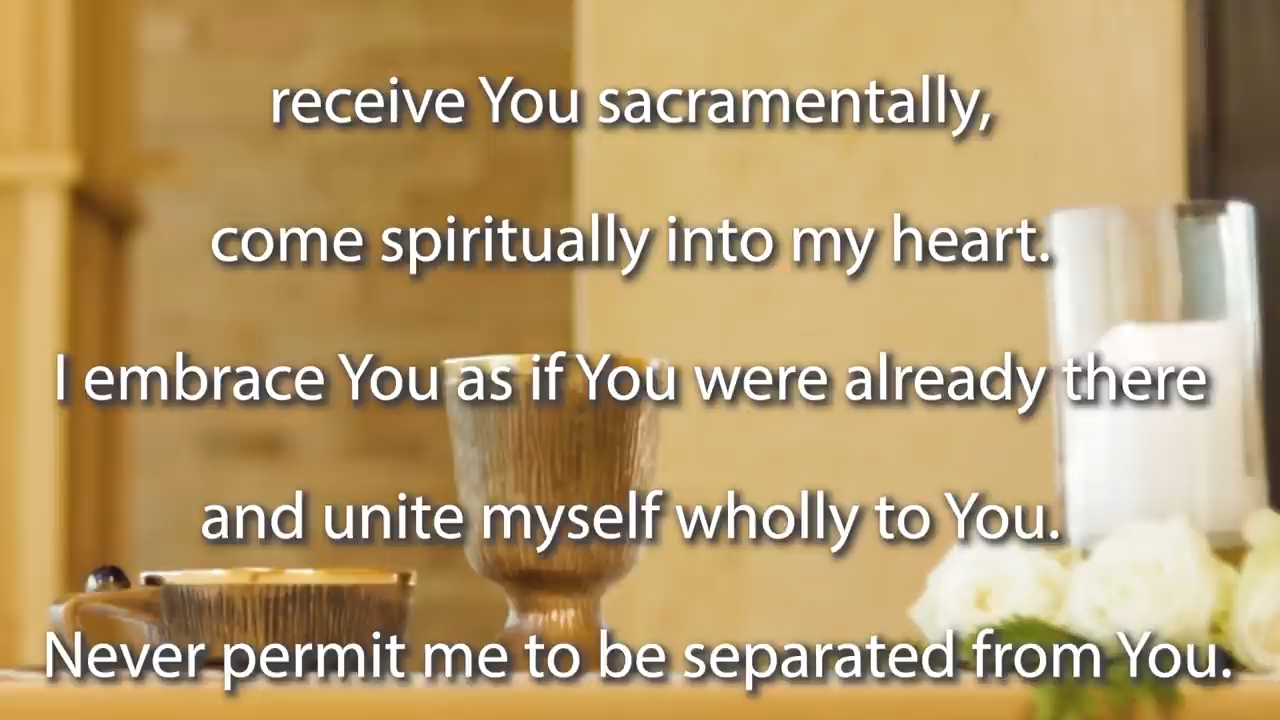 receive You sacramentally,
come spiritually into my heart.
I embrace You as if You were already there
and unite myself wholly to You.
Never permit me to be separated from You.